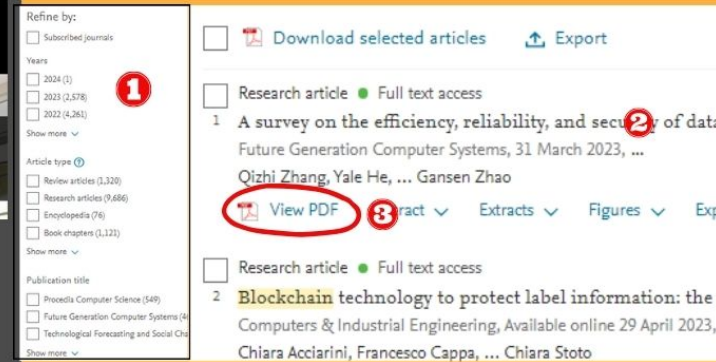 Refine by:
Subscribed journals
Years
2024 (1)
2023 (2,578)
2022 (4,261)
Show more
Article type
Review articles (1,320)
Research articles (9,686)
Encyclopedia (76)
Book chapters (1,121)
Show more
Publication title
Procedia Computer Science (549)
Future Generation Computer Systems (4
Technological Forecasting and Social Cha
Show more
1
Download selected articles Export
Research article Full text access
1 A survey on the efficiency, reliability, and of data
2
Future Generation Computer Systems, 31 March 2023, ...
Qizhi Zhang, Yale He, ... Gansen Zhao
View PDF 3 ract Extracts Figures Exp
Research article Full text access
2 Blockchain technology to protect label information: the
Computers & Industrial Engineering, Available online 29 April 2023,
Chiara Acciarini, Francesco Cappa, ... Chiara Stoto